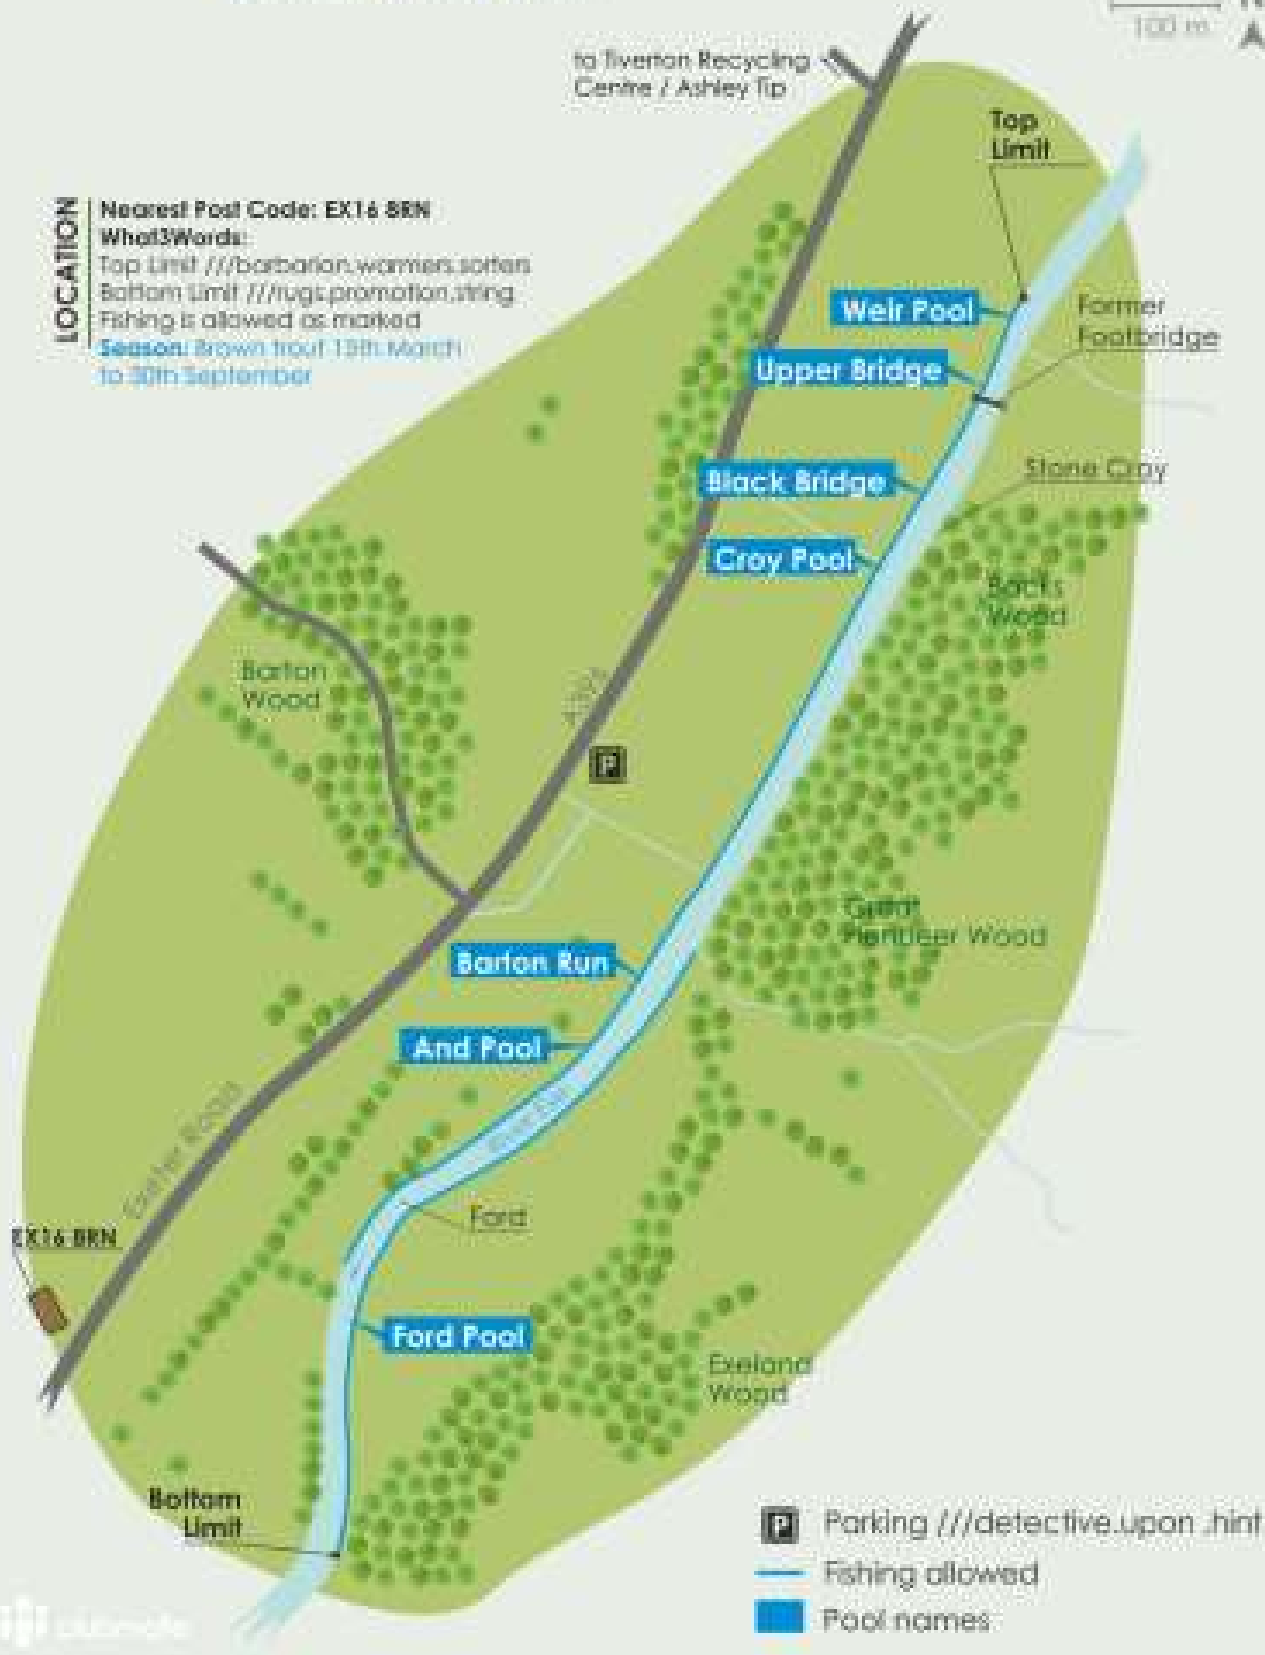 100 m
to Tiverton Recycling
Centre / Ashley Tip
Top
Limit
LOCATION
Nearest Post Code: EX16 8RN
What3Words:
Top Limit ///barbarian.warmers.sorters
Bottom Limit ///rugs.promotion.string
Fishing is allowed as marked
Season: Brown trout 15th March
to 30th September
Weir Pool
Former
Footbridge
Upper Bridge
Stone Croy
Black Bridge
Croy Pool
Backs
Wood
Barton
Wood
P
Great
Wood
Barton Run
And Pool
Exeter Road
Ford
EX16 8RN
Ford Pool
Exeland
Wood
Bottom
Limit
P Parking ///detective.upon .hint
Fishing allowed
Pool names
clubmate